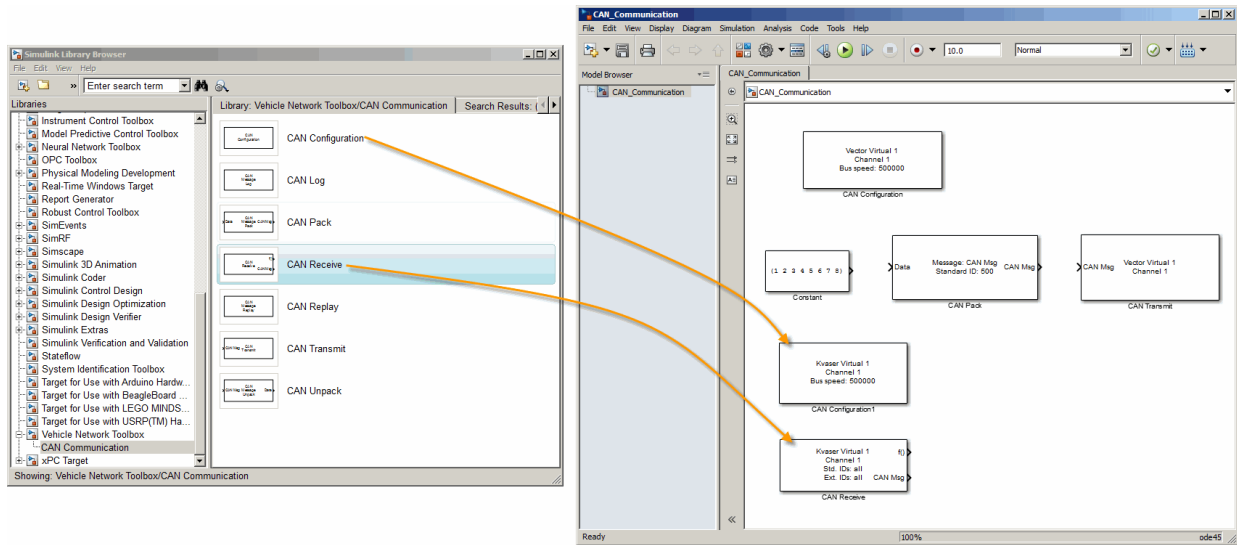 Simulink Library Browser
File Edit View Help
» Enter search term
Libraries
Library: Vehicle Network Toolbox/CAN Communication
Search Results: (
Instrument Control Toolbox
Model Predictive Control Toolbox
Neural Network Toolbox
OPC Toolbox
Physical Modeling Development
Real-Time Windows Target
Report Generator
Robust Control Toolbox
SimEvents
SimRF
Simscape
Simulink 3D Animation
Simulink Coder
Simulink Control Design
Simulink Design Optimization
Simulink Design Verifier
Simulink Extras
Simulink Verification and Validation
Stateflow
System Identification Toolbox
Target for Use with Arduino Hardw...
Target for Use with BeagleBoard ...
Target for Use with LEGO MINDS...
Target for Use with USRP(TM) Ha...
Vehicle Network Toolbox
CAN Communication
xPC Target
CAN Configuration
CAN Log
CAN Pack
CAN Receive
CAN Replay
CAN Transmit
CAN Unpack
Showing: Vehicle Network Toolbox/CAN Communication
CAN_Communication
File Edit View Display Diagram Simulation Analysis Code Tools Help
10.0
Normal
Model Browser
CAN_Communication
CAN_Communication
CAN_Communication
Vector Virtual 1
Channel 1
Bus speed: 500000
CAN Configuration
(1 2 3 4 5 6 7 8)
Constant
Data
Message: CAN Msg
Standard ID: 500
CAN Msg
CAN Pack
CAN Msg
Vector Virtual 1
Channel 1
CAN Transmit
Kvaser Virtual 1
Channel 1
Bus speed: 500000
CAN Configuration1
Kvaser Virtual 1
Channel 1
Std. IDs: all
Ext. IDs: all
f()
CAN Msg
CAN Receive
Ready
100%
ode45